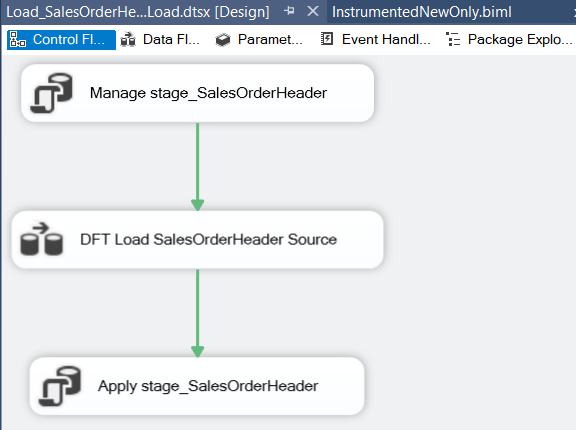 Load_SalesOrderHe...Load.dtsx [Design] InstrumentedNewOnly.biml
Control Fl... Data Fl... Paramet... Event Handl... Package Explo...
Manage stage_SalesOrderHeader
DFT Load SalesOrderHeader Source
Apply stage_SalesOrderHeader